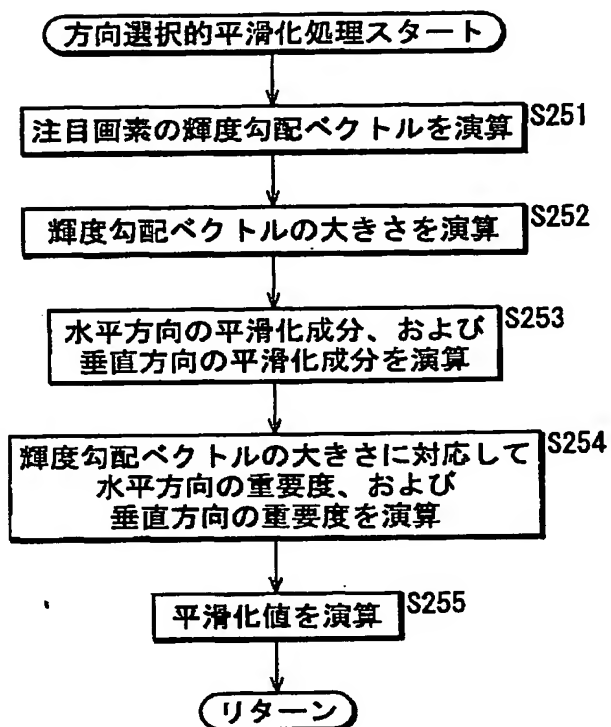 方向選択的平滑化処理スタート
注目画素の輝度勾配ベクトルを演算
S251
輝度勾配ベクトルの大きさを演算
S252
水平方向の平滑化成分、および
垂直方向の平滑化成分を演算
S253
輝度勾配ベクトルの大きさに対応して
水平方向の重要度、および
垂直方向の重要度を演算
S254
平滑化値を演算
S255
リターン